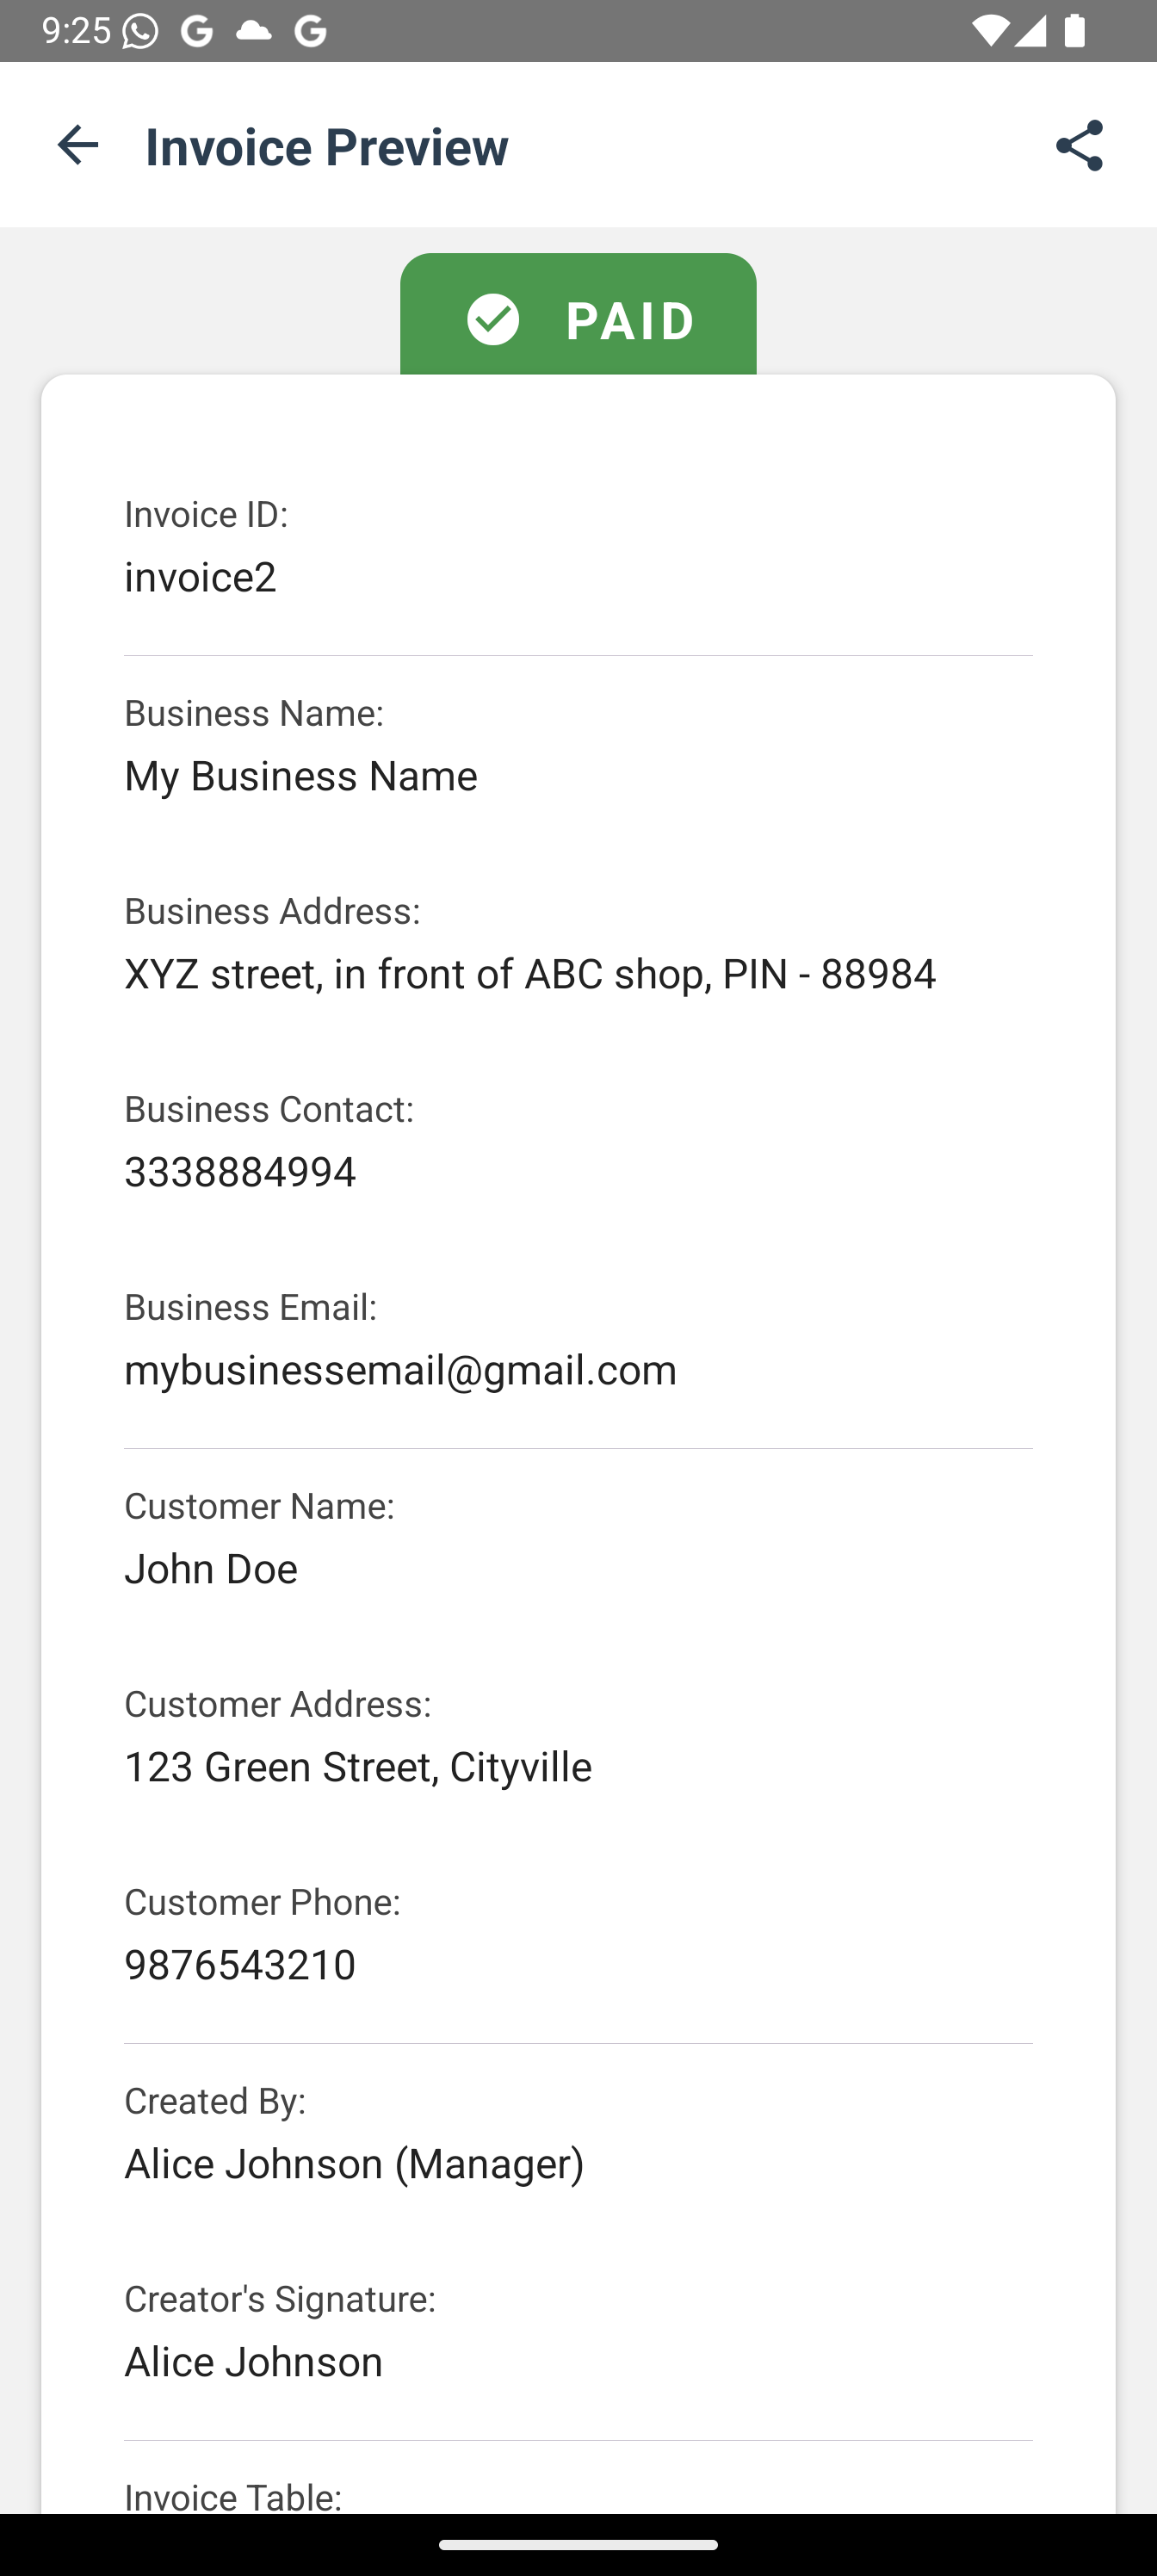 9:25
Invoice Preview
PAID
Invoice ID:
invoice2
Business Name:
My Business Name
Business Address:
XYZ street, in front of ABC shop, PIN - 88984
Business Contact:
3338884994
Business Email:
mybusinessemail@gmail.com
Customer Name:
John Doe
Customer Address:
123 Green Street, Cityville
Customer Phone:
9876543210
Created By:
Alice Johnson (Manager)
Creator's Signature:
Alice Johnson
Invoice Table: